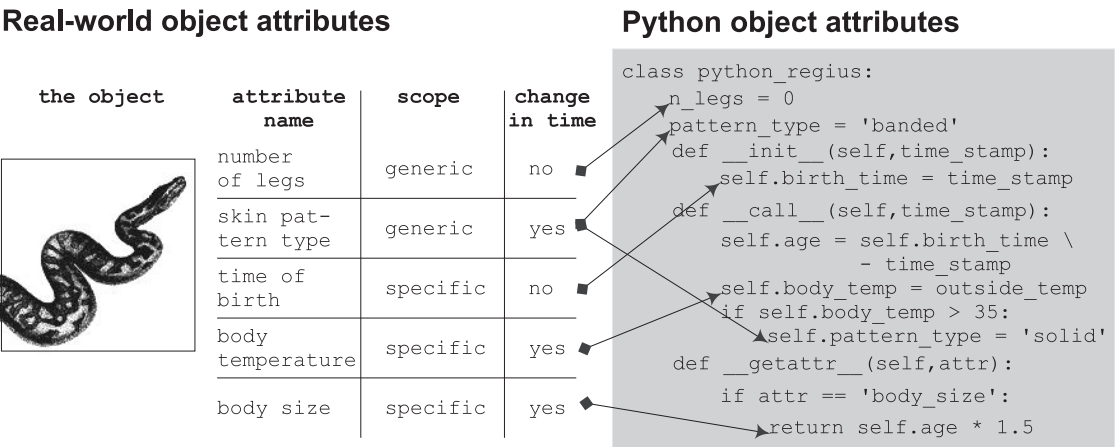 Real-world object attributes
the object
attribute
name
scope
change
in time
number
of legs
generic
no
skin pat-
tern type
generic
yes
time of
birth
specific
no
body
temperature
specific
yes
body size
specific
yes
Python object attributes
class python_regius:
n_legs = 0
pattern_type = 'banded'
def __init__(self,time_stamp):
self.birth_time = time_stamp
def __call__(self,time_stamp):
self.age = self.birth_time \
- time_stamp
self.body_temp = outside_temp
if self.body_temp > 35:
self.pattern_type = 'solid'
def __getattr__(self,attr):
if attr == 'body_size':
return self.age * 1.5